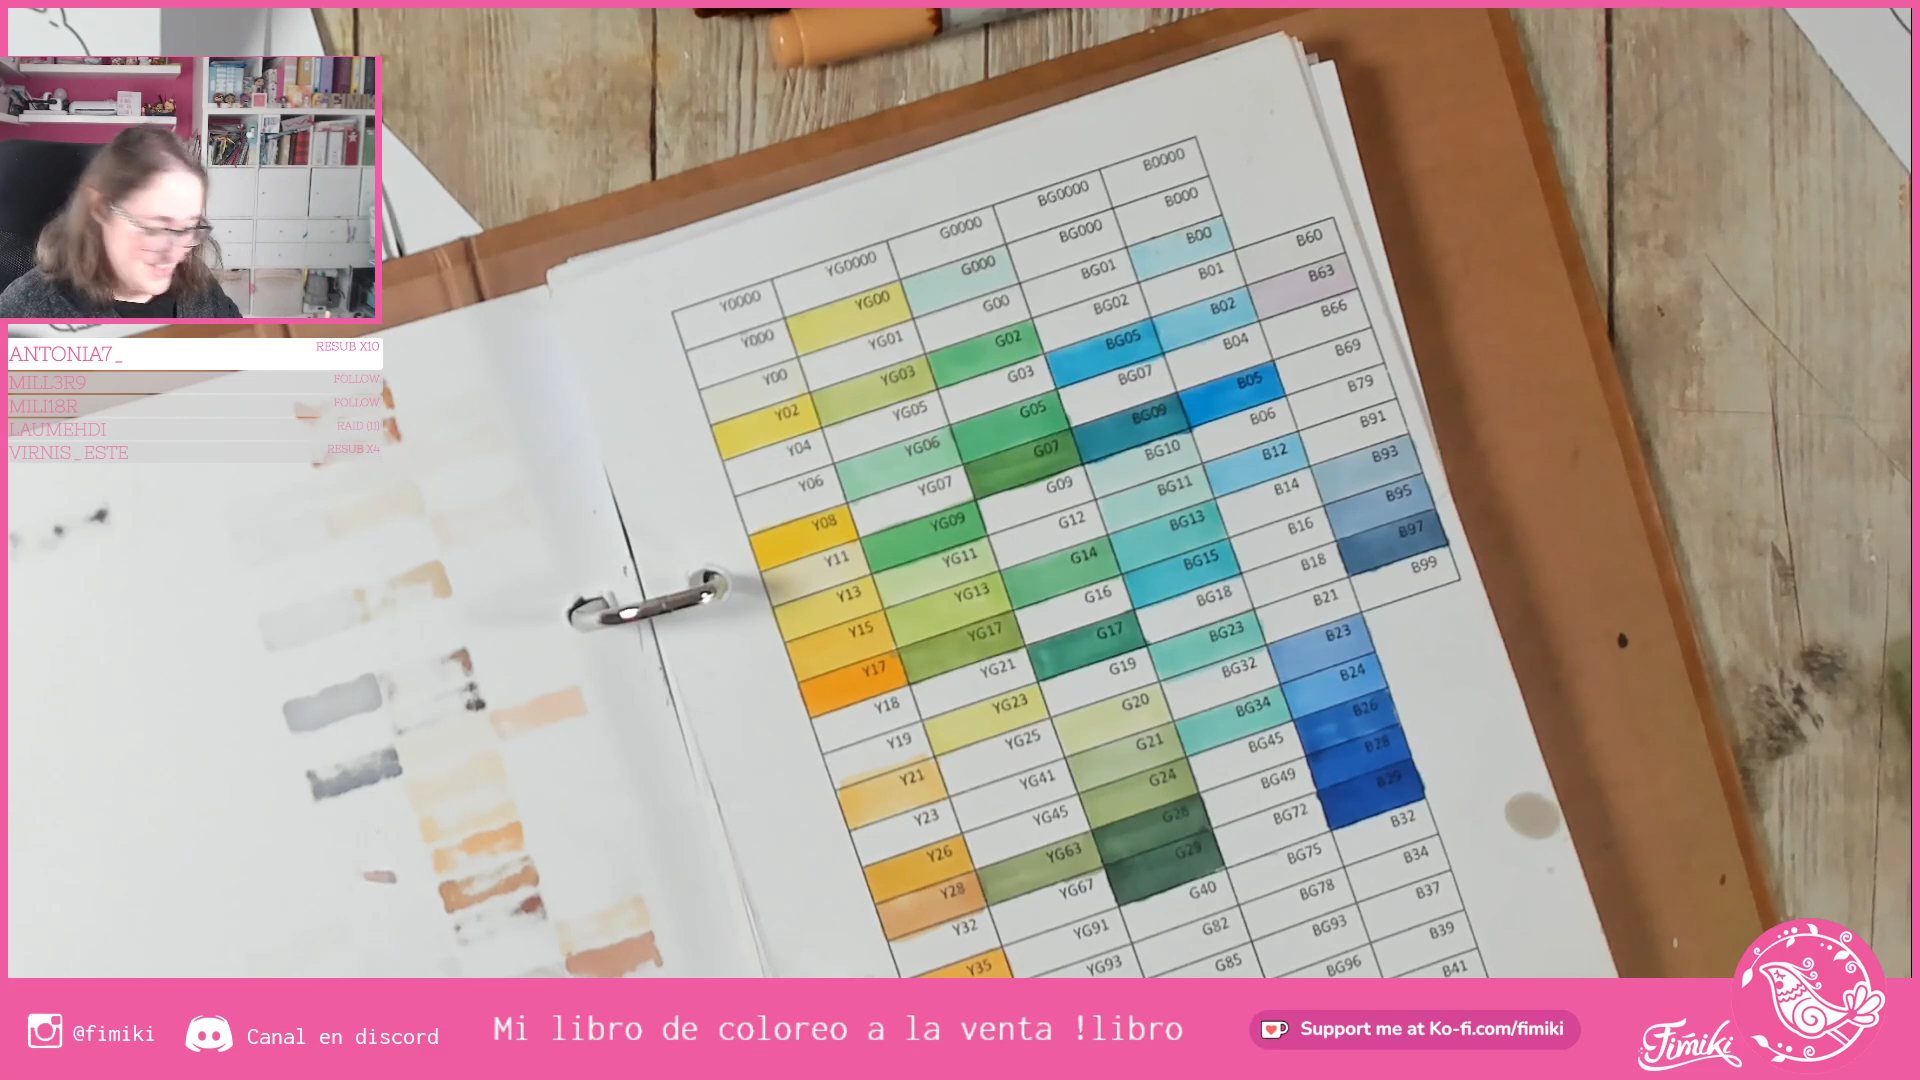 ANTONIA7_ RESUB X10
MILL3R9 FOLLOW
MILI18R FOLLOW
LAUMEHDI RAID (11)
VIRNIS_ESTE RESUB X4
Y0000
Y000
Y00
Y02
Y04
Y06
Y08
Y11
Y13
Y15
Y17
Y18
Y19
Y21
Y23
Y26
Y28
Y32
Y35
YG0000
YG00
YG01
YG03
YG05
YG06
YG07
YG09
YG11
YG13
YG17
YG21
YG23
YG25
YG41
YG45
YG63
YG67
YG91
YG93
G0000
G000
G00
G02
G03
G05
G07
G09
G12
G14
G16
G17
G19
G20
G21
G24
G28
G29
G40
G82
G85
BG0000
BG000
BG01
BG02
BG05
BG07
BG09
BG10
BG11
BG13
BG15
BG18
BG23
BG32
BG34
BG45
BG49
BG72
BG75
BG78
BG93
BG96
B0000
B000
B00
B01
B02
B04
B05
B06
B12
B14
B16
B18
B21
B23
B24
B26
B28
B29
B32
B34
B37
B39
B41
B60
B63
B66
B69
B79
B91
B93
B95
B97
B99
@fimiki
Canal en discord
Mi libro de coloreo a la venta !libro
Support me at Ko-fi.com/fimiki
Fimiki